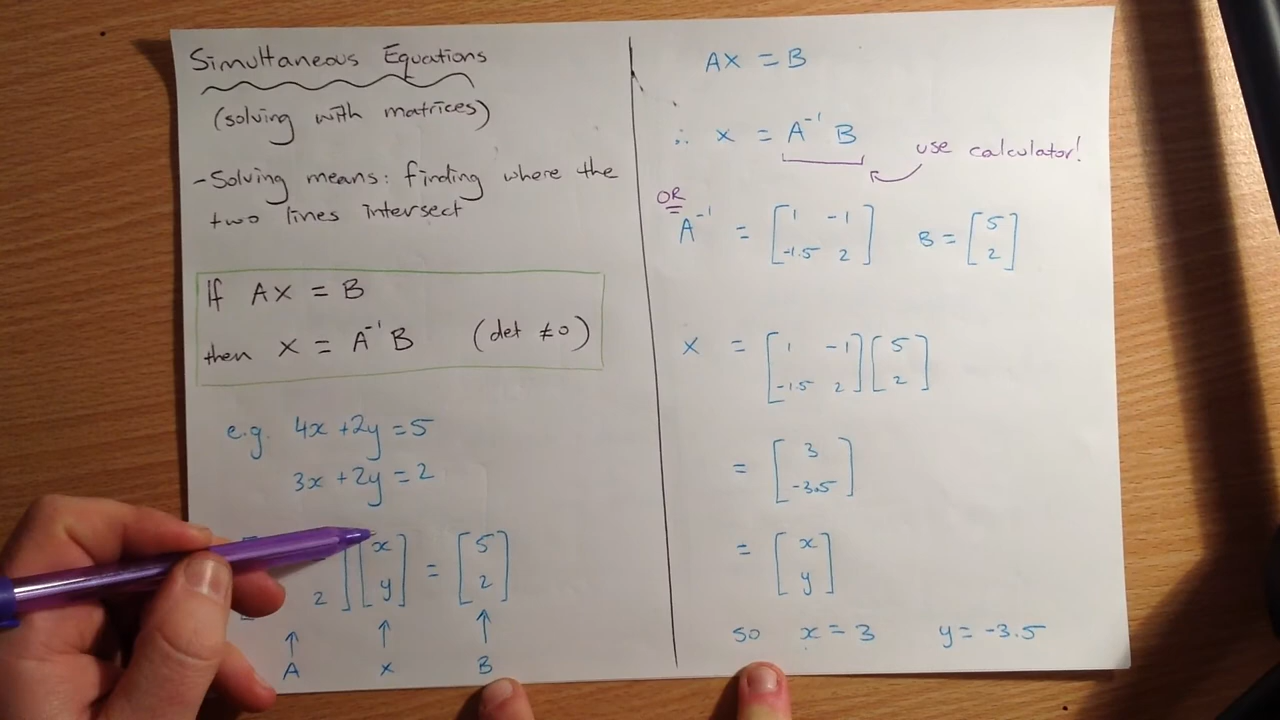 Simultaneous Equations
(solving with matrices)
- Solving means: finding where the
two lines intersect
If AX = B
then X = A⁻¹B (det ≠0)
e.g. 4x +2y = 5
3x +2y = 2
[ 2 ] [x y] = [5 2]
↑ A ↑ X ↑ B
AX = B
∴ X = A⁻¹ B
use calculator!
OR
A⁻¹ = [1 -1 -1.5 2] B = [5 2]
X = [1 -1 -1.5 2] [5 2]
= [3 -3.5]
= [x y]
so x = 3 y = -3.5